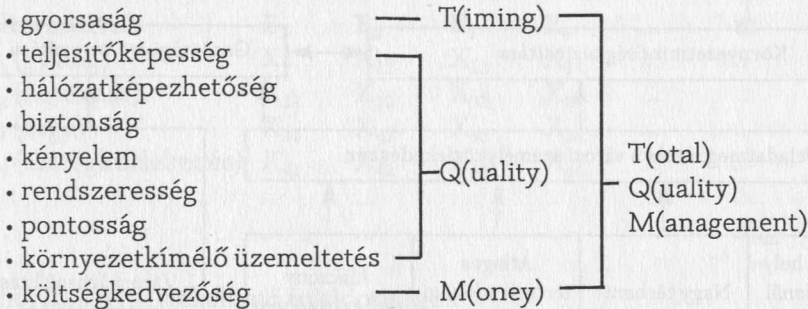 • gyorsaság T(iming)
• teljesítőképesség
• hálózatképezhetőség
• biztonság
• kényelem T(otal)
Q(uality) Q(uality)
• rendszeresség
M(anagement)
• pontosság
• környezetkímélő üzemeltetés
• költségkedvezőség M(oney)